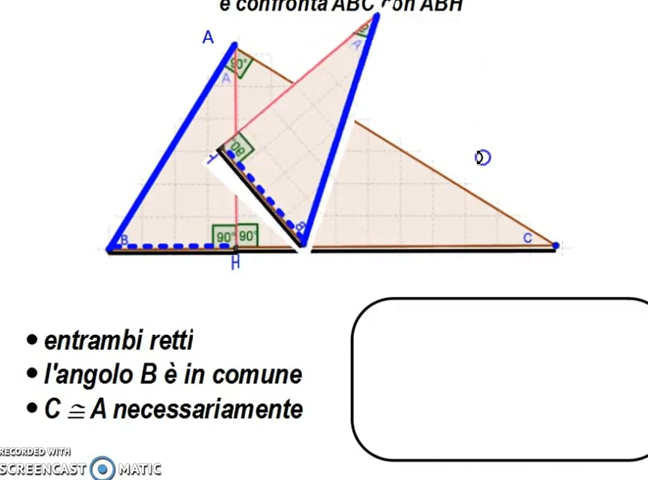 e confronta ABC con ABH
A
90°
A
A
90
H
B
B
90° 90°
C
H
• entrambi retti
• l'angolo B è in comune
• C ≅ A necessariamente
RECORDED WITH
SCREENCAST MATIC